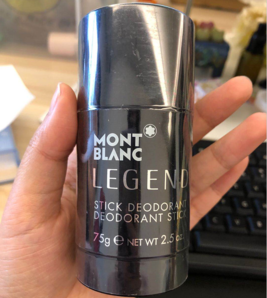 MONT
BLANC
LEGEND
STICK DEODORANT
DEODORANT STICK
75g e NET WT 2.5 oz